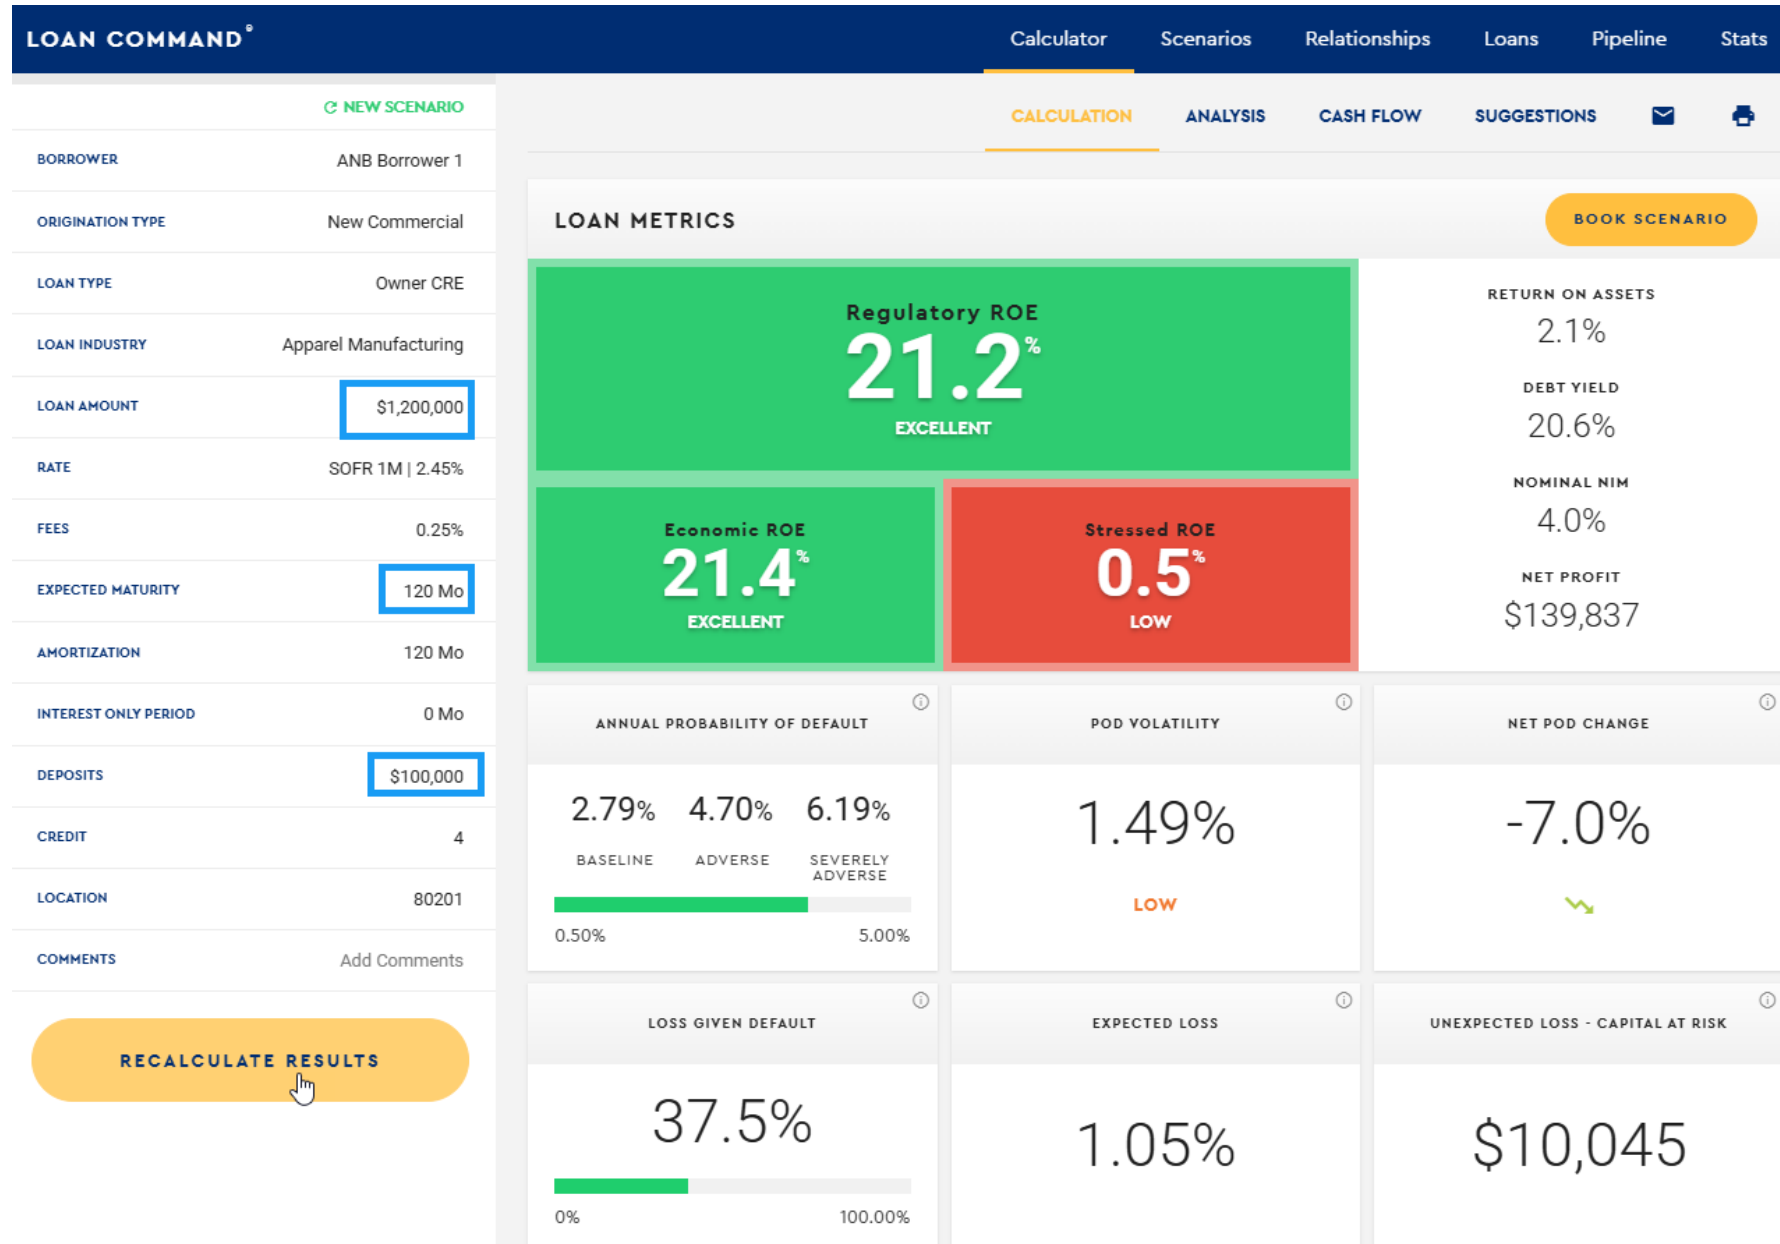 LOAN COMMAND®
Calculator Scenarios Relationships Loans Pipeline Stats
NEW SCENARIO
BORROWER ANB Borrower 1
ORIGINATION TYPE New Commercial
LOAN TYPE Owner CRE
LOAN INDUSTRY Apparel Manufacturing
LOAN AMOUNT $1,200,000
RATE SOFR 1M | 2.45%
FEES 0.25%
EXPECTED MATURITY 120 Mo
AMORTIZATION 120 Mo
INTEREST ONLY PERIOD 0 Mo
DEPOSITS $100,000
CREDIT 4
LOCATION 80201
COMMENTS Add Comments
RECALCULATE RESULTS
CALCULATION ANALYSIS CASH FLOW SUGGESTIONS
LOAN METRICS
BOOK SCENARIO
Regulatory ROE
21.2%
EXCELLENT
Economic ROE
21.4%
EXCELLENT
Stressed ROE
0.5%
LOW
RETURN ON ASSETS
2.1%
DEBT YIELD
20.6%
NOMINAL NIM
4.0%
NET PROFIT
$139,837
ANNUAL PROBABILITY OF DEFAULT
2.79% 4.70% 6.19%
BASELINE ADVERSE SEVERELY
ADVERSE
0.50% 5.00%
POD VOLATILITY
1.49%
LOW
NET POD CHANGE
-7.0%
LOSS GIVEN DEFAULT
37.5%
0% 100.00%
EXPECTED LOSS
1.05%
UNEXPECTED LOSS - CAPITAL AT RISK
$10,045